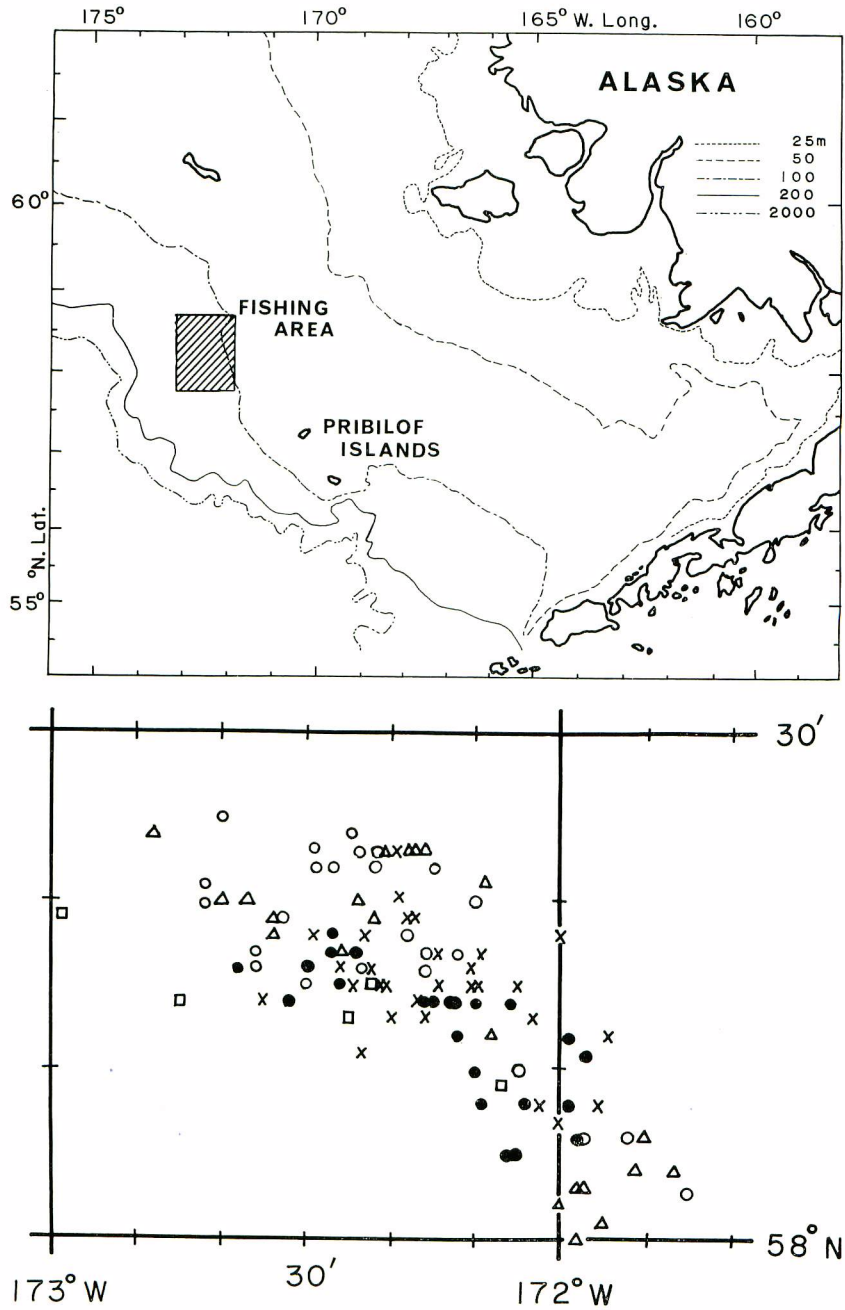 175° 170° 165° W. Long. 160°
ALASKA
25m
50
100
200
2000
60°
FISHING
AREA
PRIBILOF
ISLANDS
°N. Lat.
55°
30′
58° N
173° W 30′ 172° W